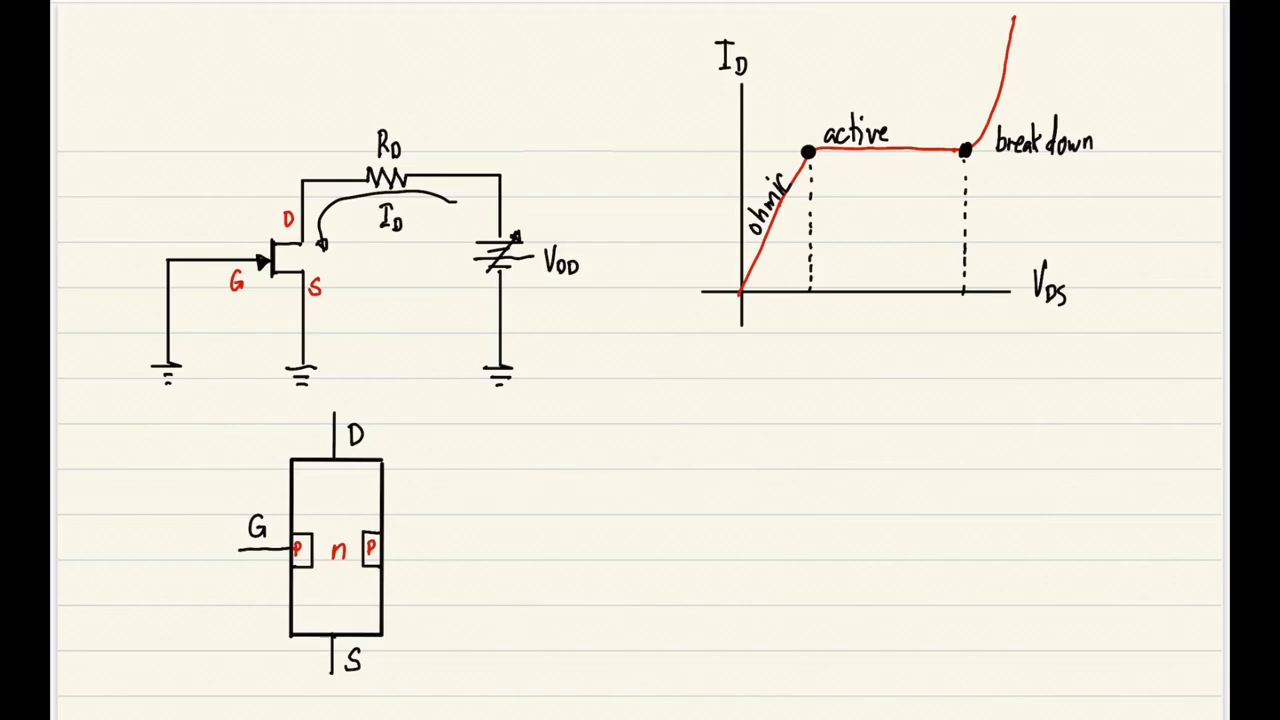 I_D
active
breakdown
ohmic
V_DS
R_D
I_D
D
G
S
V_DD
D
G
P
n
P
S